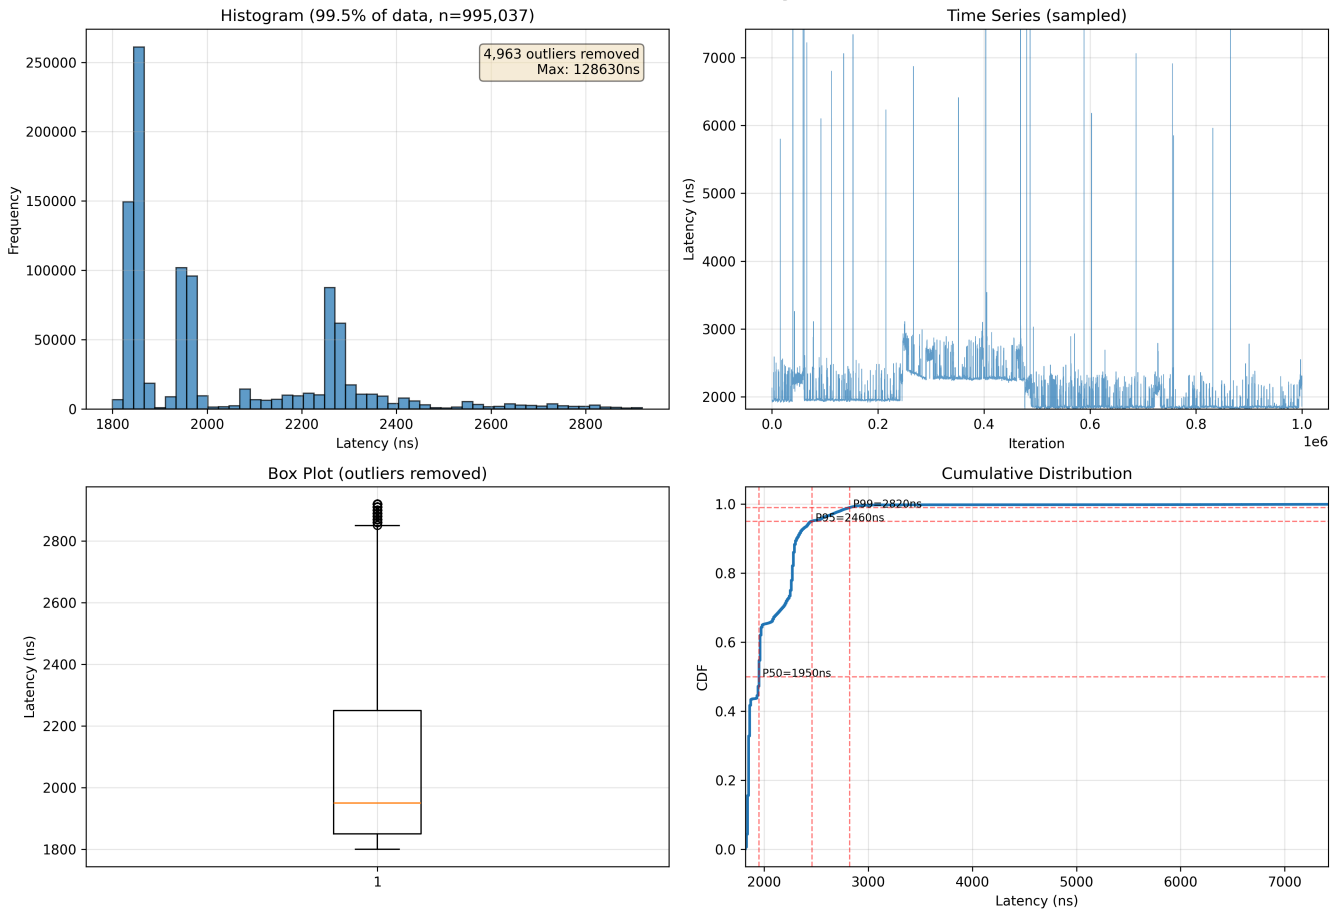 Histogram (99.5% of data, n=995,037)
4,963 outliers removed
Max: 128630ns
250000
200000
150000
100000
50000
0
Frequency
1800
2000
2200
2400
2600
2800
Latency (ns)
Time Series (sampled)
7000
6000
5000
4000
3000
2000
Latency (ns)
0.0
0.2
0.4
0.6
0.8
1.0
1e6
Iteration
Box Plot (outliers removed)
2800
2600
2400
2200
2000
1800
Latency (ns)
1
Cumulative Distribution
P99=2820ns
P95=2460ns
P50=1950ns
1.0
0.8
0.6
0.4
0.2
0.0
CDF
2000
3000
4000
5000
6000
7000
Latency (ns)